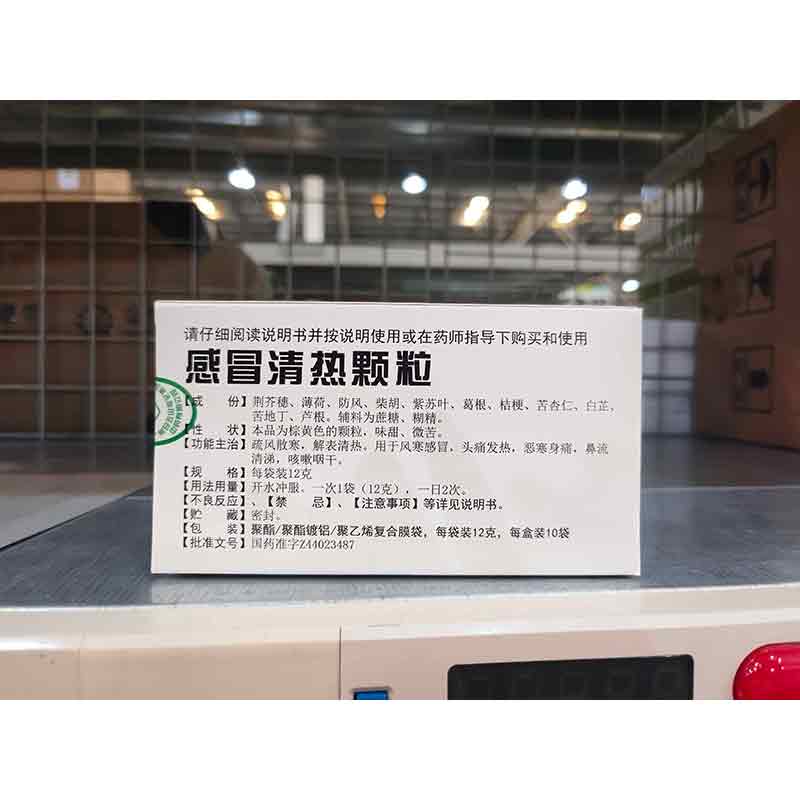 请仔细阅读说明书并按说明使用或在药师指导下购买和使用
感冒清热颗粒
【成　份】荆芥穗、薄荷、防风、柴胡、紫苏叶、葛根、桔梗、苦杏仁、白芷、
苦地丁、芦根。辅料为蔗糖、糊精。
【性　状】本品为棕黄色的颗粒，味甜、微苦。
【功能主治】疏风散寒，解表清热。用于风寒感冒，头痛发热，恶寒身痛，鼻流
清涕，咳嗽咽干。
【规　格】每袋装12克
【用法用量】开水冲服。一次1袋（12克），一日2次。
【不良反应】、【禁　忌】、【注意事项】等详见说明书。
【贮　藏】密封。
【包　装】聚酯/聚酯镀铝/聚乙烯复合膜袋，每袋装12克，每盒装10袋
【批准文号】国药准字Z44023487